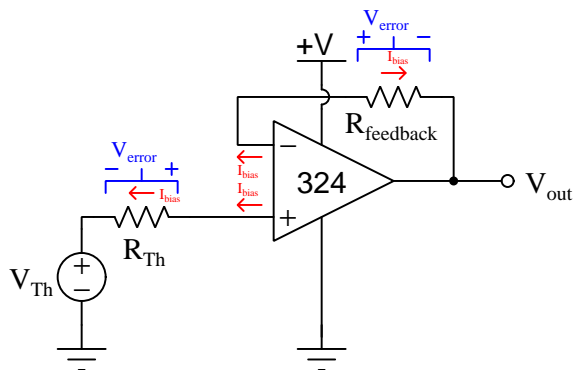 V_error
+ −
I_bias
+V
R_feedback
V_error
− +
I_bias
−
I_bias
I_bias
324
+
R_Th
V_out
V_Th
+
−